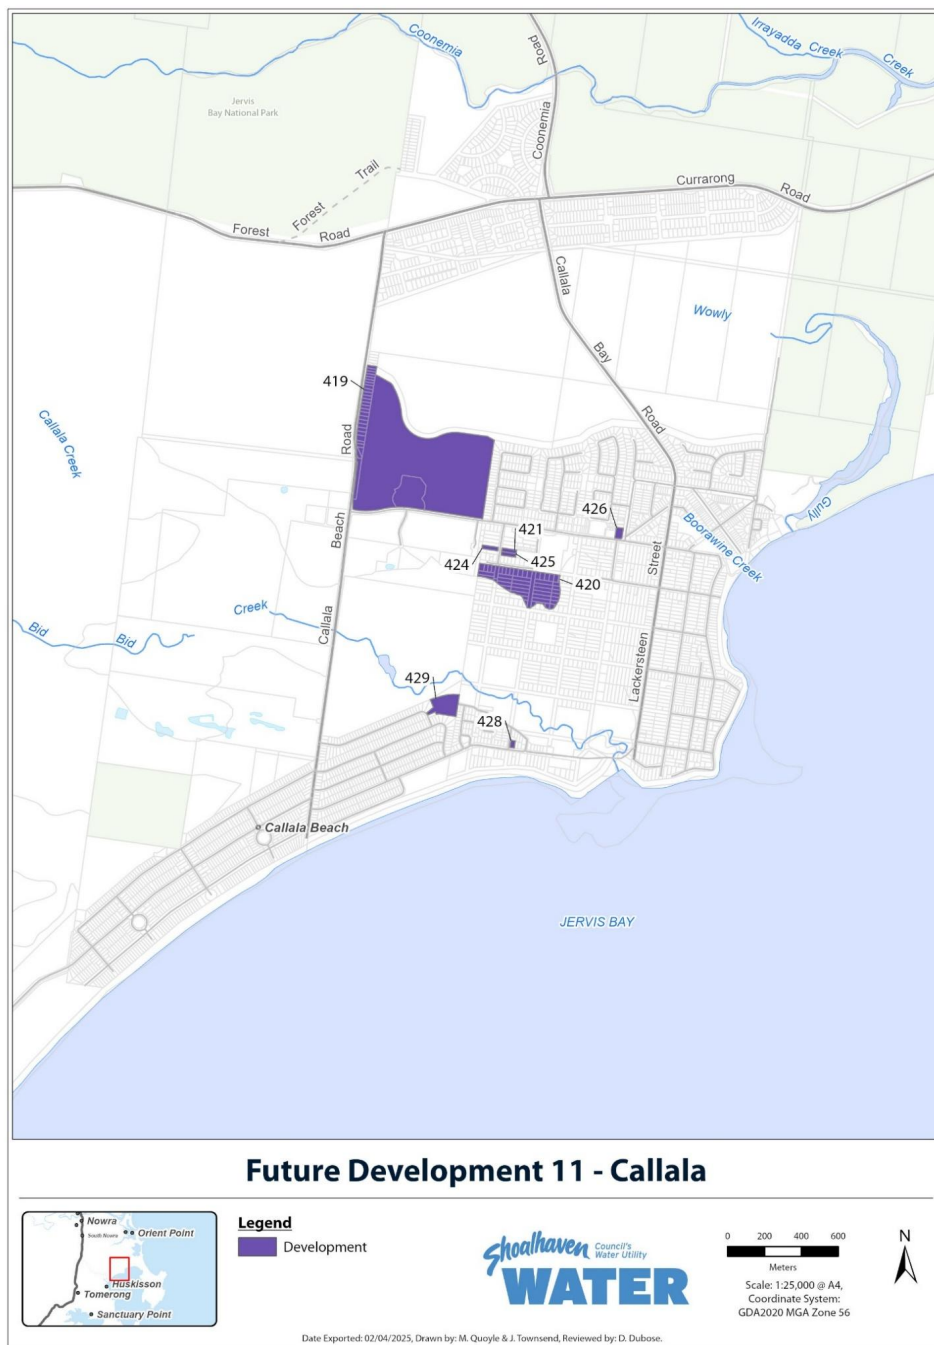 Coonemia
Road
Irrayadda Creek
Creek
Jervis
Bay National Park
Coonemia
Forest Trail
Currarong Road
Forest Road
Callala
Bay
Road
Wowly
Gully
419
Callala Creek
Road
Beach
Callala
426
421
424
425
420
Boorawine Creek
Street
Lackersteen
Creek
Bid Bid
429
428
Callala Beach
JERVIS BAY
Future Development 11 - Callala
Nowra
South Nowra
Orient Point
Huskisson
Tomerong
Sanctuary Point
Legend
Development
Shoalhaven Council's
Water Utility
WATER
0 200 400 600
Meters
Scale: 1:25,000 @ A4,
Coordinate System:
GDA2020 MGA Zone 56
N
Date Exported: 02/04/2025, Drawn by: M. Quoyle & J. Townsend, Reviewed by: D. Dubose.